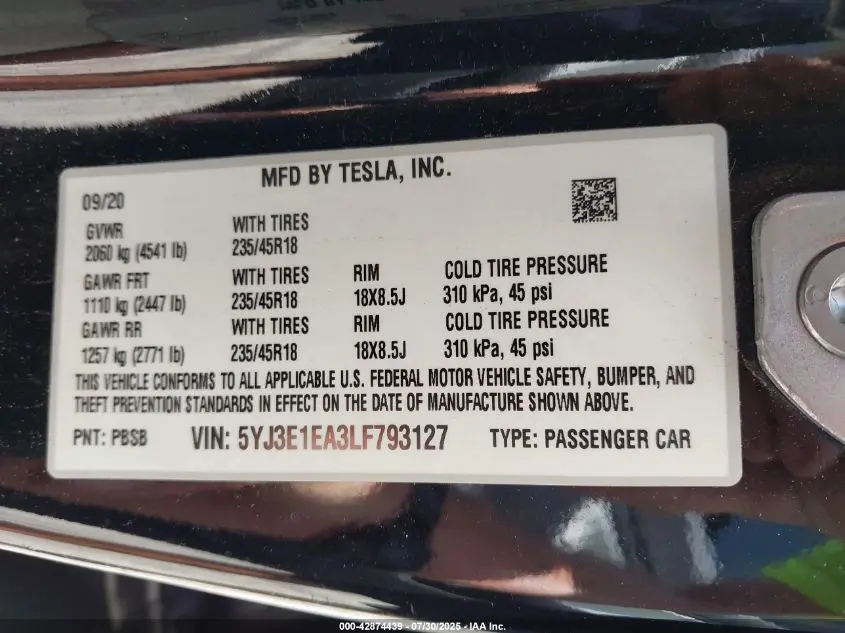 MFD BY TESLA, INC.
09/20
GVWR WITH TIRES
2060 kg (4541 lb) 235/45R18
GAWR FRT WITH TIRES RIM COLD TIRE PRESSURE
1110 kg (2447 lb) 235/45R18 18X8.5J 310 kPa, 45 psi
GAWR RR WITH TIRES RIM COLD TIRE PRESSURE
1257 kg (2771 lb) 235/45R18 18X8.5J 310 kPa, 45 psi
THIS VEHICLE CONFORMS TO ALL APPLICABLE U.S. FEDERAL MOTOR VEHICLE SAFETY, BUMPER, AND
THEFT PREVENTION STANDARDS IN EFFECT ON THE DATE OF MANUFACTURE SHOWN ABOVE.
PNT: PBSB VIN: 5YJ3E1EA3LF793127 TYPE: PASSENGER CAR
000-42874439 - 07/30/2025 - IAA Inc.